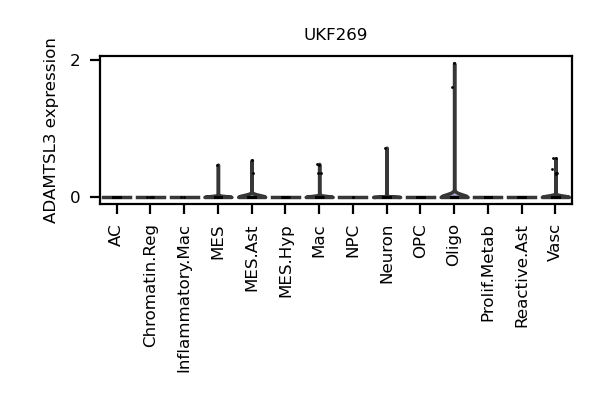 UKF269
ADAMTSL3 expression
2
0
AC
Chromatin.Reg
Inflammatory.Mac
MES
MES.Ast
MES.Hyp
Mac
NPC
Neuron
OPC
Oligo
Prolif.Metab
Reactive.Ast
Vasc